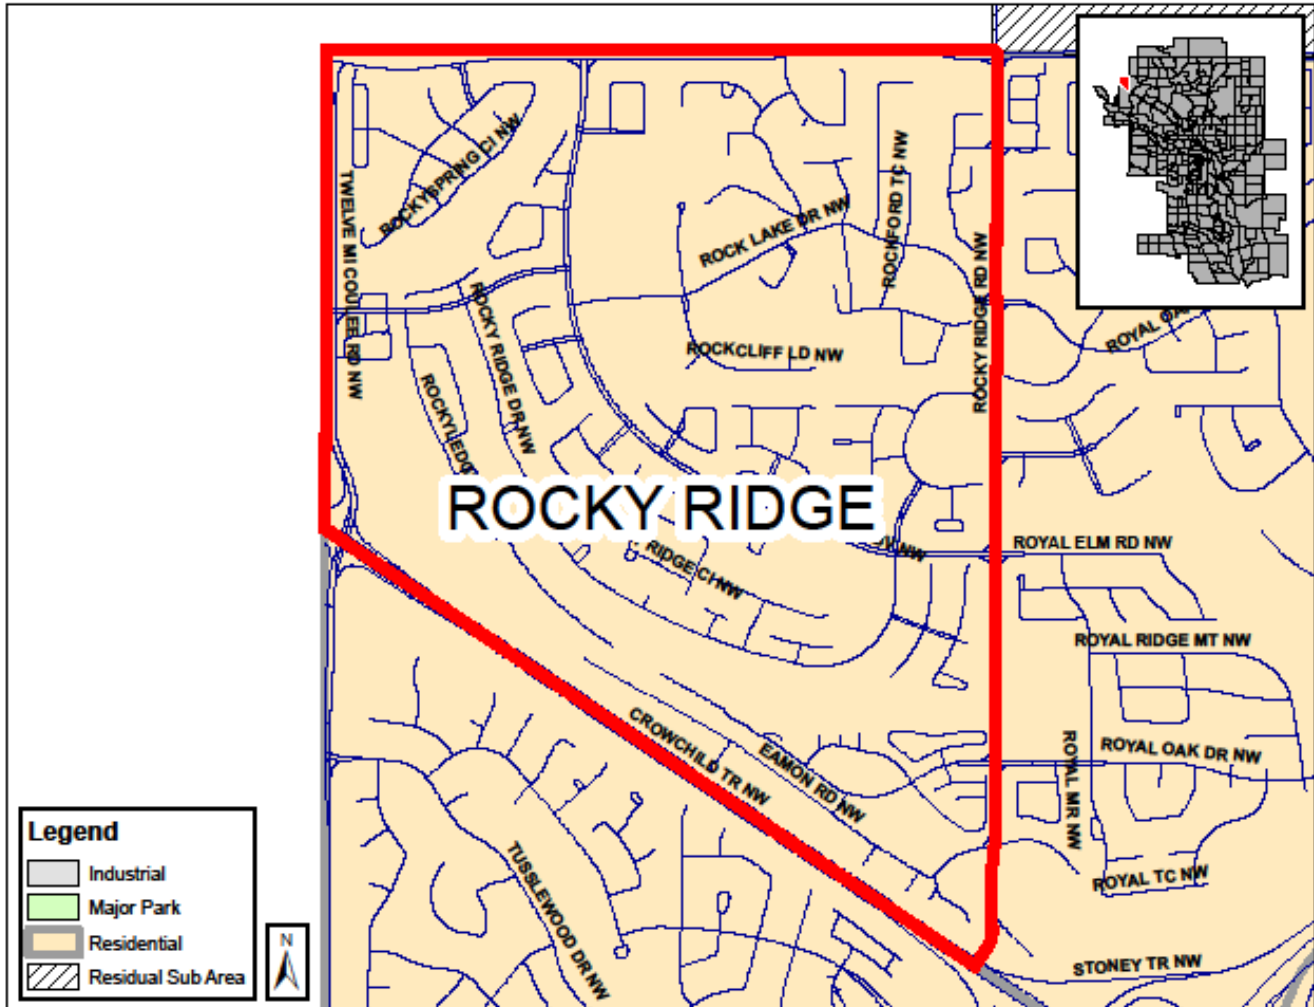 ROCKYSPRING CI NW
TWELVE MI COULEE RD NW
ROCK LAKE DR NW
ROCKFORD TC NW
ROCKY RIDGE RD NW
ROCKY RIDGE DR NW
ROCKCLIFF LD NW
ROYAL
ROCKY RIDGE
NW
RIDGE CI NW
ROYAL ELM RD NW
ROYAL RIDGE MT NW
CROWCHILD TR NW
EAMON RD NW
ROYAL MR NW
ROYAL OAK DR NW
TUSSLEWOOD DR NW
ROYAL TC NW
STONEY TR NW
Legend
Industrial
Major Park
Residential
Residual Sub Area
N